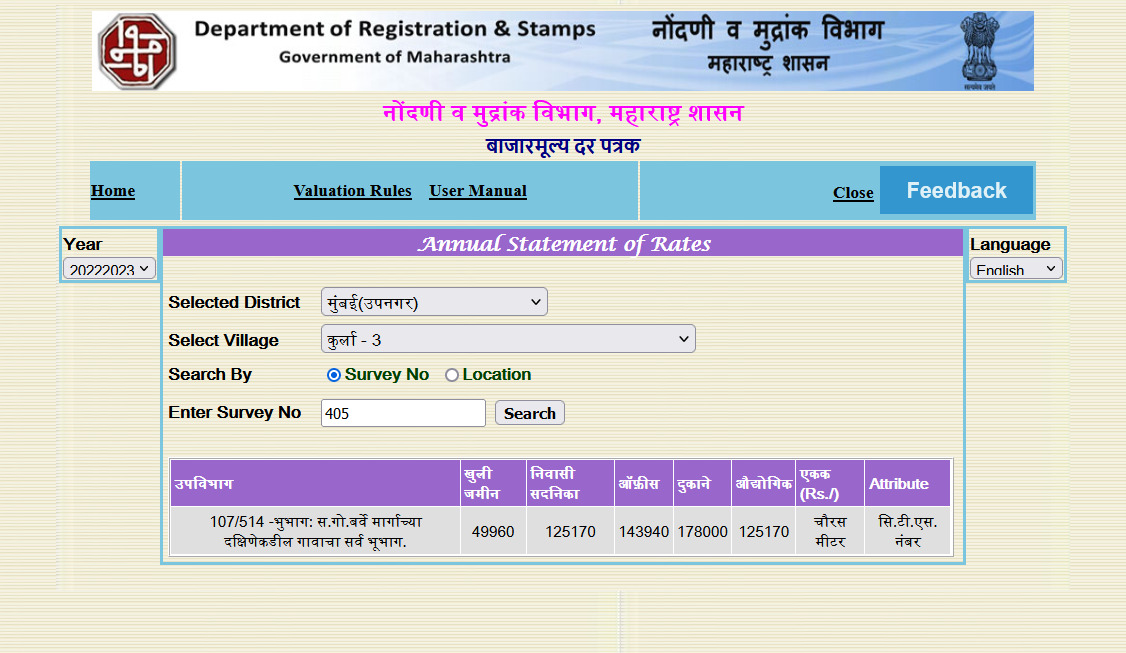 Department of Registration & Stamps
Government of Maharashtra
नोंदणी व मुद्रांक विभाग
महाराष्ट्र शासन
नोंदणी व मुद्रांक विभाग, महाराष्ट्र शासन
बाजारमूल्य दर पत्रक
Home Valuation Rules User Manual Close Feedback
Year
20222023
Annual Statement of Rates
Language
English
Selected District मुंबई(उपनगर)
Select Village कुर्ला - 3
Search By Survey No Location
Enter Survey No 405 Search
उपविभाग खुली जमीन निवासी सदनिका ऑफ़ीस दुकाने औद्योगिक एकक (Rs./) Attribute
107/514 -भुभाग: स.गो.बर्वे मार्गाच्या
दक्षिणेकडील गावाचा सर्व भूभाग.
49960 125170 143940 178000 125170 चौरस मीटर सि.टी.एस. नंबर